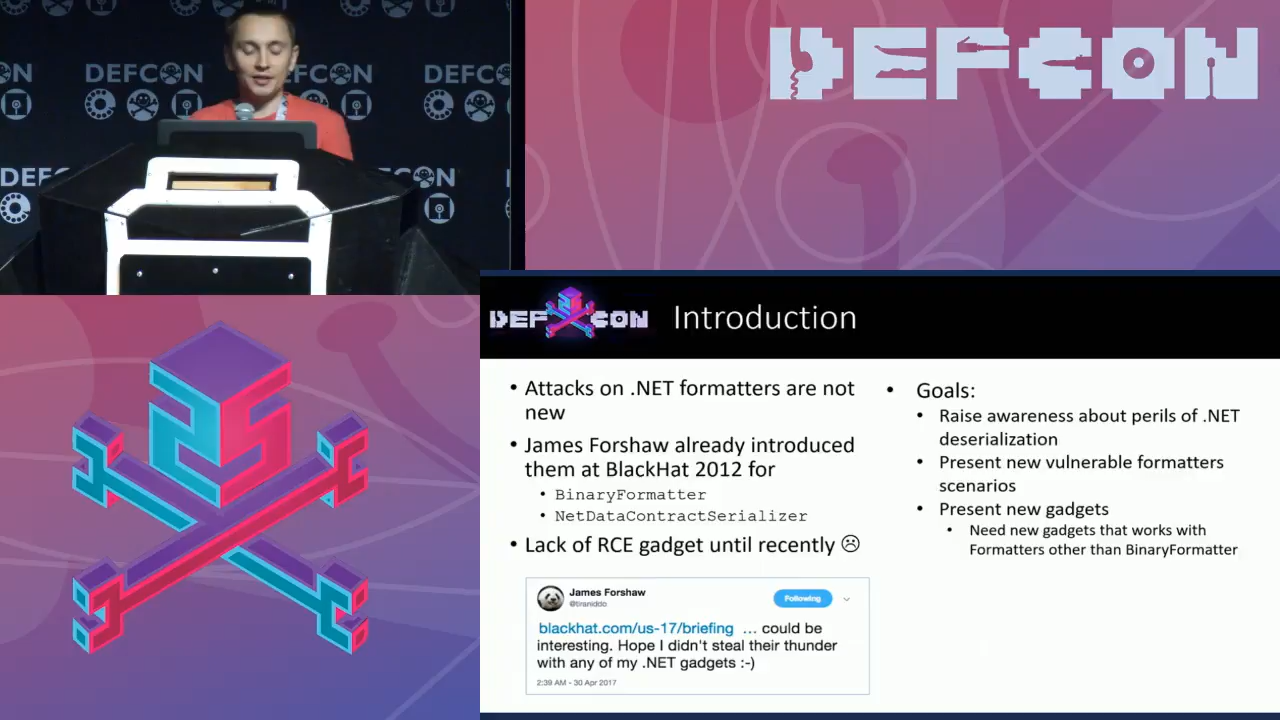 DEFCON
DEFCON
DEFCON
DEFCON
DEF CON
Introduction
• Attacks on .NET formatters are not
new
• James Forshaw already introduced
them at BlackHat 2012 for
• BinaryFormatter
• NetDataContractSerializer
• Lack of RCE gadget until recently ☹
James Forshaw
@tiraniddo
Following
blackhat.com/us-17/briefing … could be
interesting. Hope I didn't steal their thunder
with any of my .NET gadgets :-)
2:39 AM - 30 Apr 2017
• Goals:
• Raise awareness about perils of .NET
deserialization
• Present new vulnerable formatters
scenarios
• Present new gadgets
• Need new gadgets that works with
Formatters other than BinaryFormatter